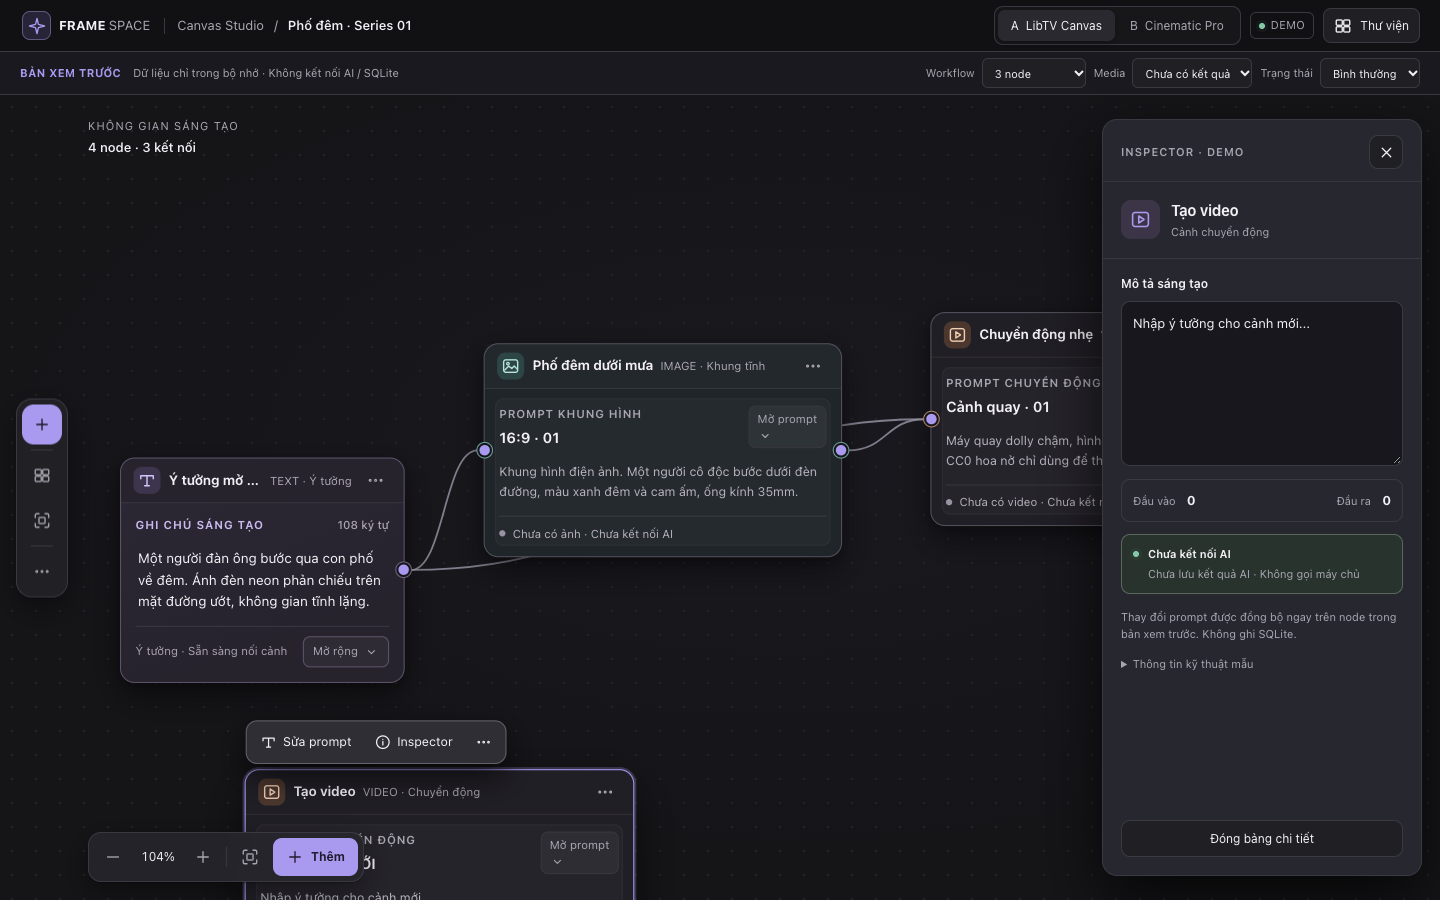 FRAME SPACE
Canvas Studio / Phố đêm · Series 01
A LibTV Canvas
B Cinematic Pro
DEMO
Thư viện
BẢN XEM TRƯỚC
Dữ liệu chỉ trong bộ nhớ · Không kết nối AI / SQLite
Workflow
3 node
Media
Chưa có kết quả
Trạng thái
Bình thường
KHÔNG GIAN SÁNG TẠO
4 node · 3 kết nối
INSPECTOR · DEMO
Tạo video
Cảnh chuyển động
Mô tả sáng tạo
Nhập ý tưởng cho cảnh mới...
Đầu vào 0
Đầu ra 0
Chưa kết nối AI
Chưa lưu kết quả AI · Không gọi máy chủ
Thay đổi prompt được đồng bộ ngay trên node trong
bản xem trước. Không ghi SQLite.
Thông tin kỹ thuật mẫu
Đóng bảng chi tiết
Phố đêm dưới mưa IMAGE · Khung tĩnh
PROMPT KHUNG HÌNH
Mở prompt
16:9 · 01
Khung hình điện ảnh. Một người cô độc bước dưới đèn
đường, màu xanh đêm và cam ấm, ống kính 35mm.
Chưa có ảnh · Chưa kết nối AI
Chuyển động nhẹ
PROMPT CHUYỂN ĐỘNG
Cảnh quay · 01
Máy quay dolly chậm, hình
CC0 hoa nở chỉ dùng để th
Chưa có video · Chưa kết
Ý tưởng mở ... TEXT · Ý tưởng
GHI CHÚ SÁNG TẠO
108 ký tự
Một người đàn ông bước qua con phố
về đêm. Ánh đèn neon phản chiếu trên
mặt đường ướt, không gian tĩnh lặng.
Ý tưởng · Sẵn sàng nối cảnh
Mở rộng
Sửa prompt
Inspector
Tạo video VIDEO · Chuyển động
N ĐỘNG
Mở prompt
ỚI
Nhập ý tưởng cho cảnh mới
104%
Thêm